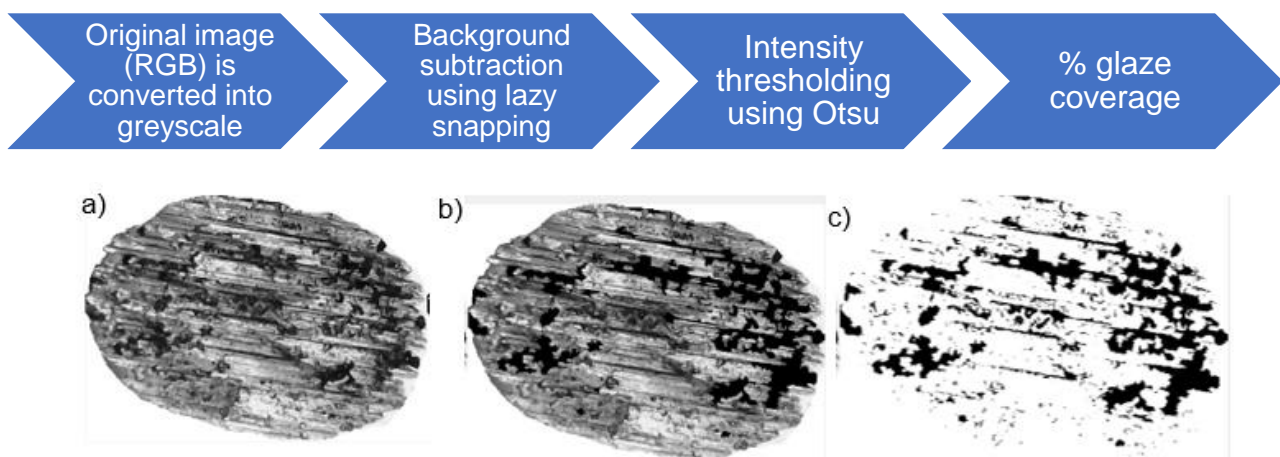 Original image
(RGB) is
converted into
greyscale
Background
subtraction
using lazy
snapping
Intensity
thresholding
using Otsu
% glaze
coverage
a)
b)
c)